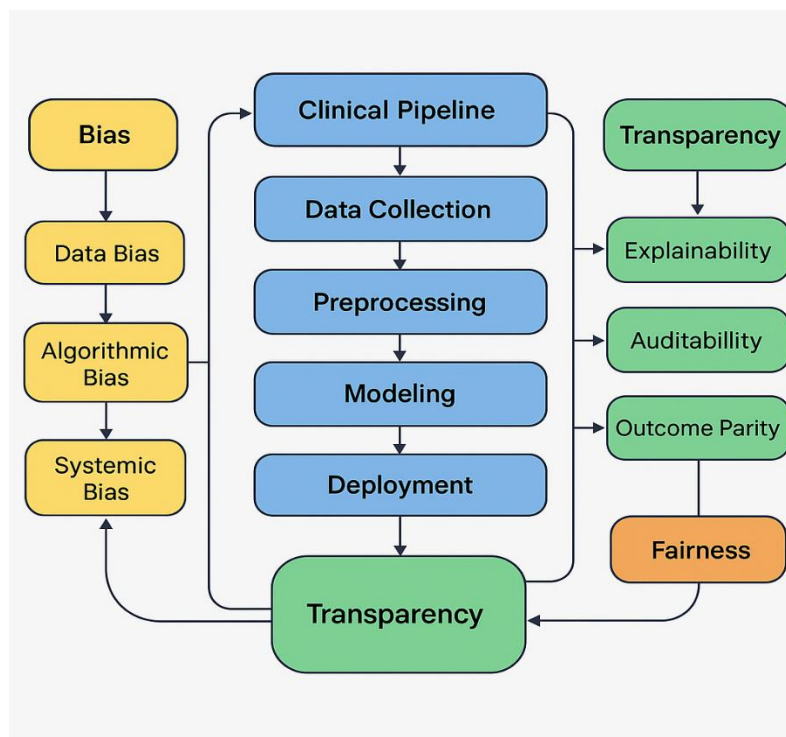 Bias
Data Bias
Algorithmic
Bias
Systemic
Bias
Clinical Pipeline
Data Collection
Preprocessing
Modeling
Deployment
Transparency
Transparency
Explainability
Auditabillity
Outcome Parity
Fairness